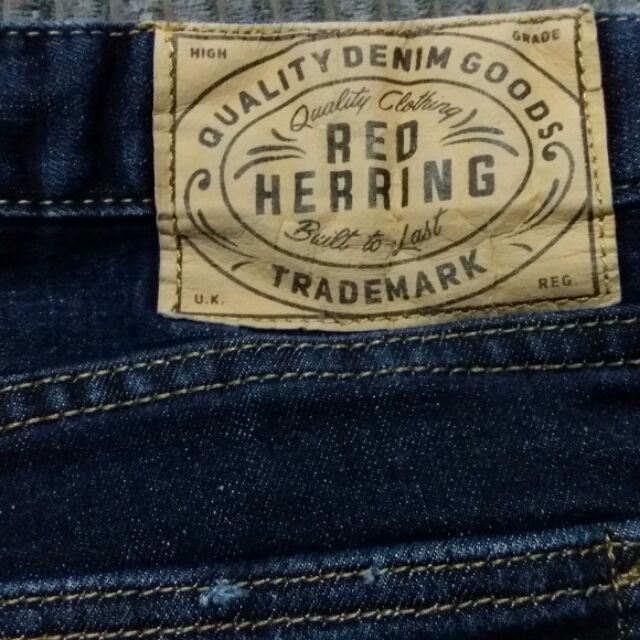 HIGH GRADE
QUALITY DENIM GOODS
Quality Clothing
RED
HERRING
Built to Last
TRADEMARK
U.K. REG.